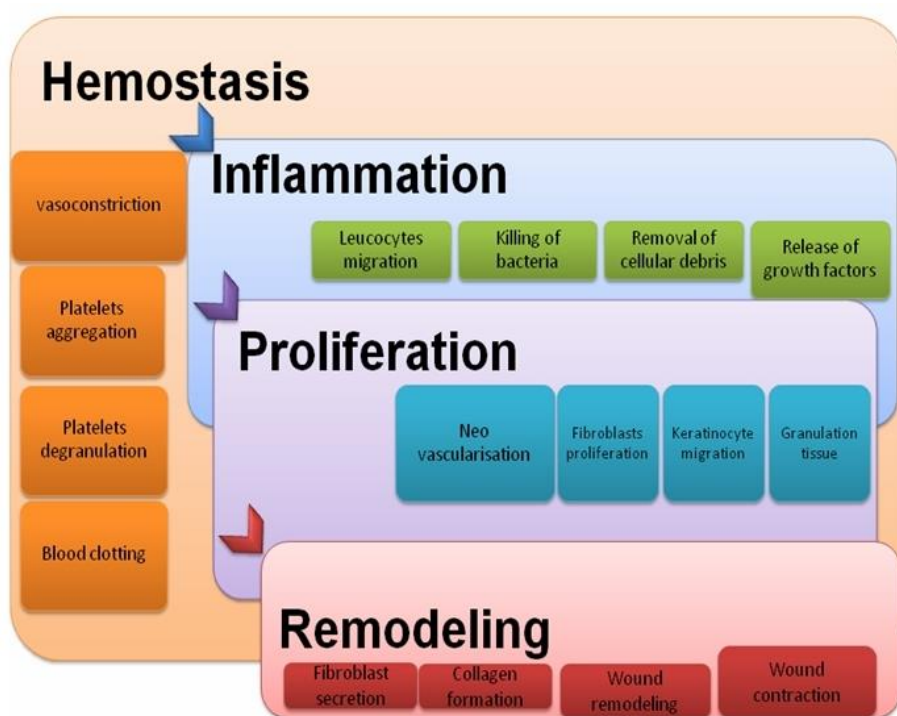 Hemostasis
vasoconstriction
Platelets
aggregation
Platelets
degranulation
Blood clotting
Inflammation
Leucocytes
migration
Killing of
bacteria
Removal of
cellular debris
Release of
growth factors
Proliferation
Neo
vascularisation
Fibroblasts
proliferation
Keratinocyte
migration
Granulation
tissue
Remodeling
Fibroblast
secretion
Collagen
formation
Wound
remodeling
Wound
contraction